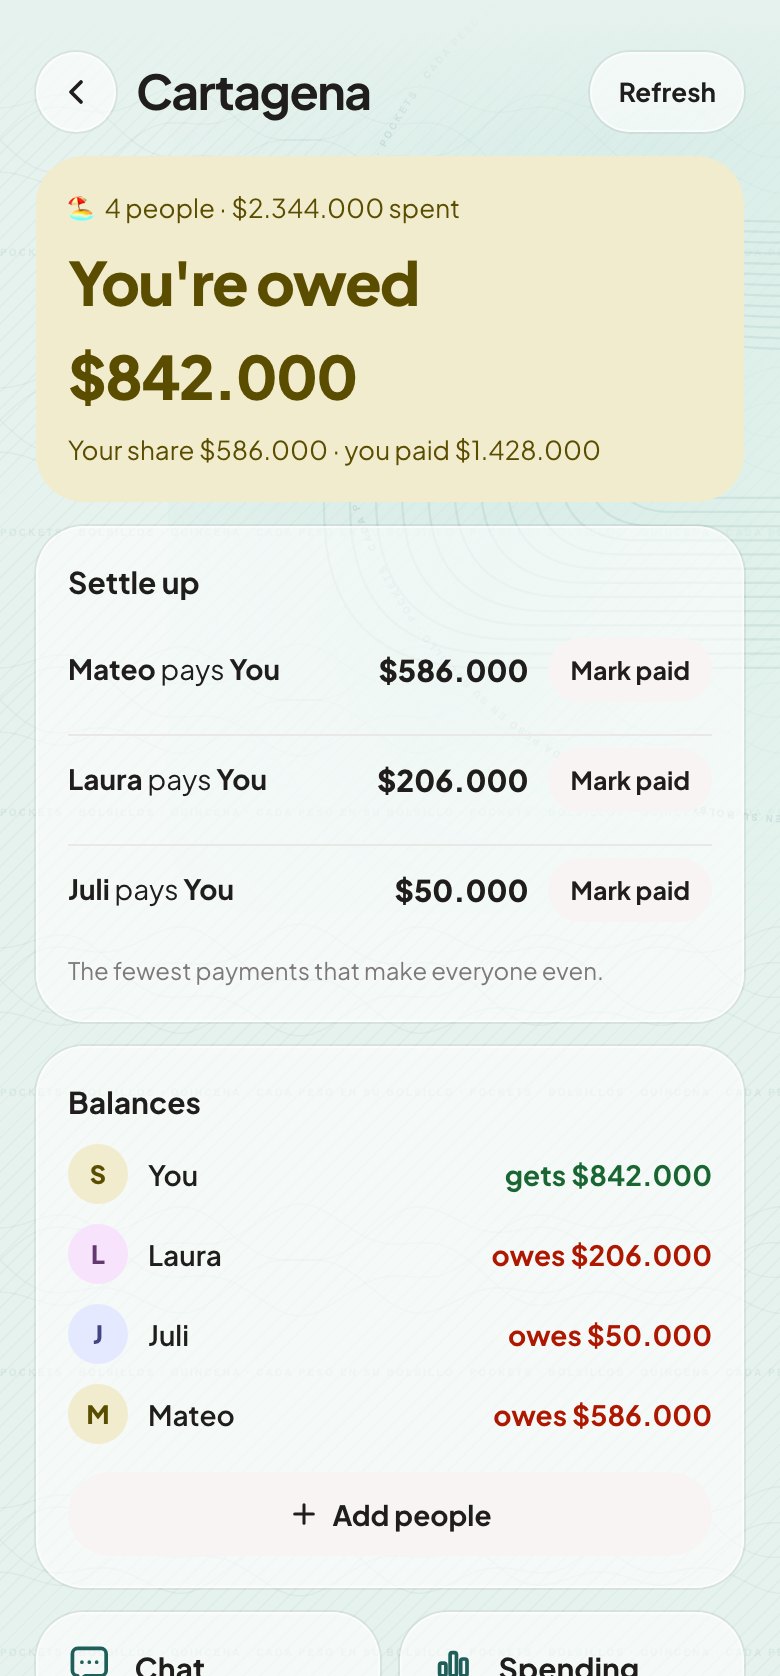 Cartagena
Refresh
4 people · $2.344.000 spent
You're owed
$842.000
Your share $586.000 · you paid $1.428.000
Settle up
Mateo pays You $586.000 Mark paid
Laura pays You $206.000 Mark paid
Juli pays You $50.000 Mark paid
The fewest payments that make everyone even.
Balances
S You gets $842.000
L Laura owes $206.000
J Juli owes $50.000
M Mateo owes $586.000
+ Add people
Chat
Spending